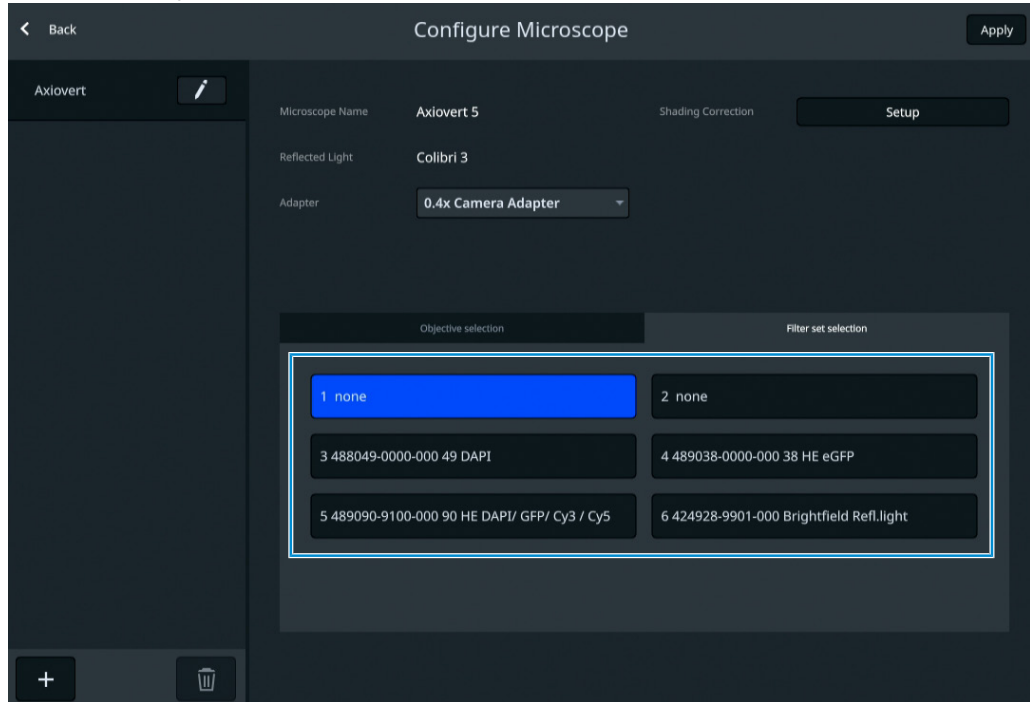 Back
Configure Microscope
Apply
Axiovert
Microscope Name
Axiovert 5
Shading Correction
Setup
Reflected Light
Colibri 3
Adapter
0.4x Camera Adapter
Objective selection
Filter set selection
1 none
2 none
3 488049-0000-000 49 DAPI
4 489038-0000-000 38 HE eGFP
5 489090-9100-000 90 HE DAPI/ GFP/ Cy3 / Cy5
6 424928-9901-000 Brightfield Refl.light